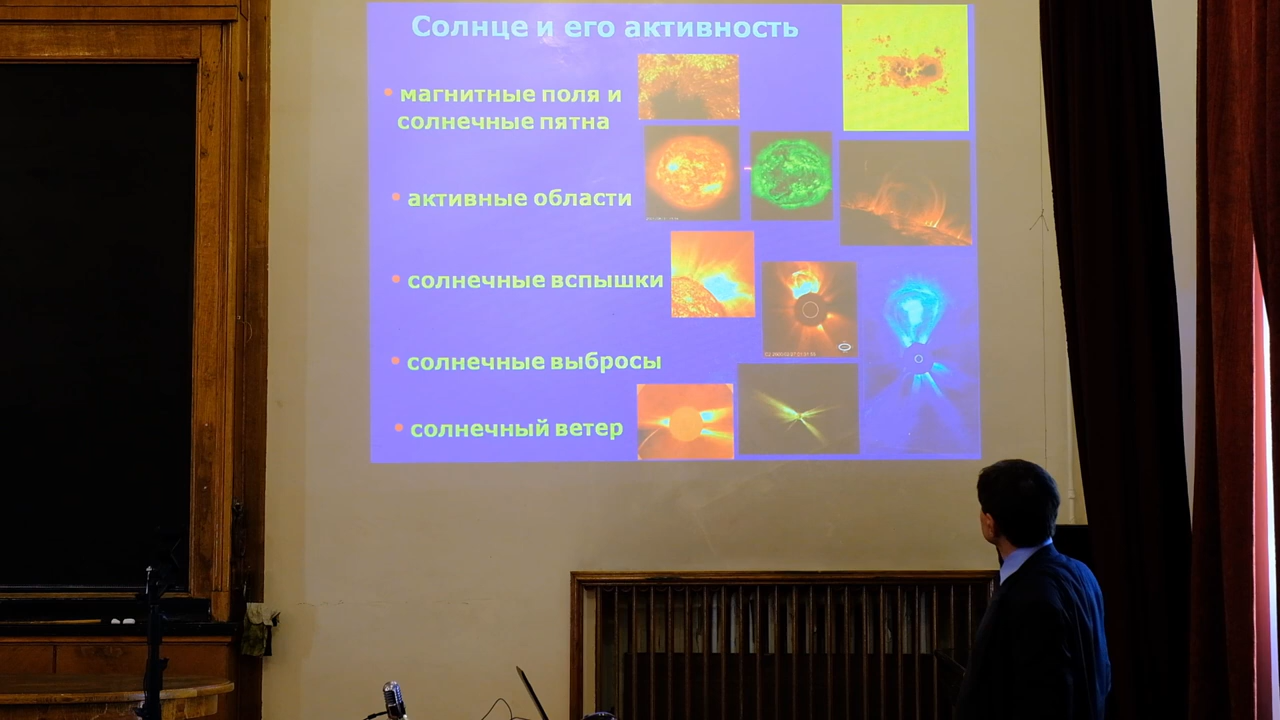 Солнце и его активность
магнитные поля и
солнечные пятна
активные области
солнечные вспышки
солнечные выбросы
солнечный ветер